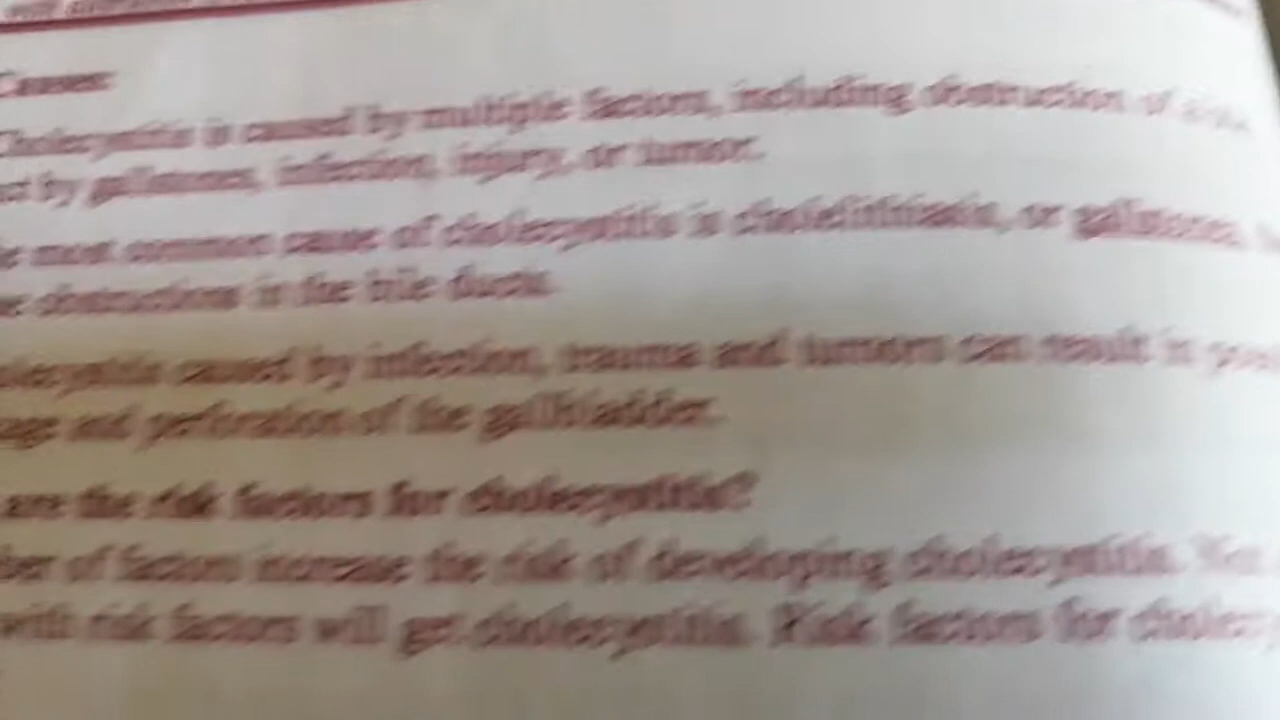 Causes:
Cholecystitis is caused by multiple factors, including obstruction of
by gallstones, infection, injury, or tumor.
most common cause of cholecystitis is cholelithiasis, or gallstones.
obstructions in the bile ducts.
caused by infection, trauma and tumors can result in
and perforation of the gallbladder.
are the risk factors for cholecystitis?
of factors increase the risk of developing cholecystitis. Not
with risk factors will get cholecystitis. Risk factors for